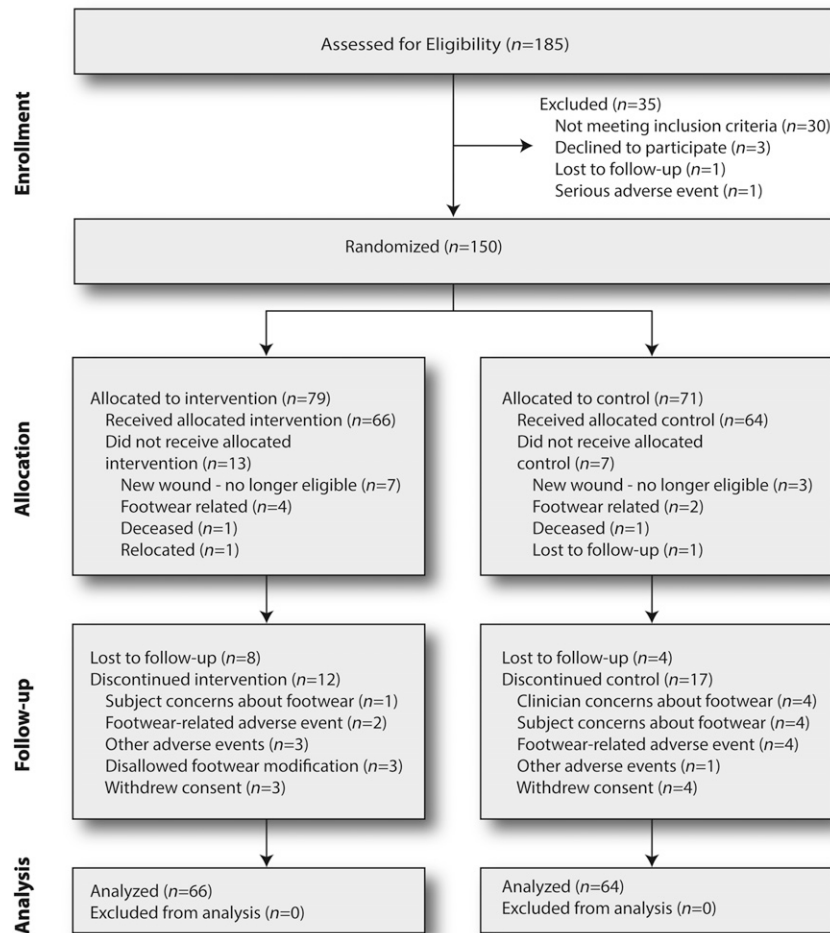 Enrollment
Assessed for Eligibility (n=185)
Excluded (n=35)
Not meeting inclusion criteria (n=30)
Declined to participate (n=3)
Lost to follow-up (n=1)
Serious adverse event (n=1)
Randomized (n=150)
Allocation
Allocated to intervention (n=79)
Received allocated intervention (n=66)
Did not receive allocated
intervention (n=13)
New wound - no longer eligible (n=7)
Footwear related (n=4)
Deceased (n=1)
Relocated (n=1)
Allocated to control (n=71)
Received allocated control (n=64)
Did not receive allocated
control (n=7)
New wound - no longer eligible (n=3)
Footwear related (n=2)
Deceased (n=1)
Lost to follow-up (n=1)
Follow-up
Lost to follow-up (n=8)
Discontinued intervention (n=12)
Subject concerns about footwear (n=1)
Footwear-related adverse event (n=2)
Other adverse events (n=3)
Disallowed footwear modification (n=3)
Withdrew consent (n=3)
Lost to follow-up (n=4)
Discontinued control (n=17)
Clinician concerns about footwear (n=4)
Subject concerns about footwear (n=4)
Footwear-related adverse event (n=4)
Other adverse events (n=1)
Withdrew consent (n=4)
Analysis
Analyzed (n=66)
Excluded from analysis (n=0)
Analyzed (n=64)
Excluded from analysis (n=0)